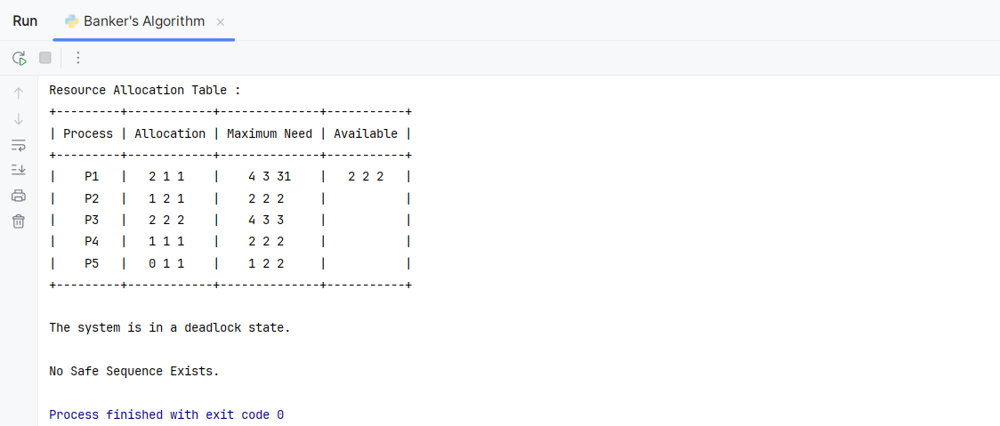 Run Banker's Algorithm
Resource Allocation Table :
+---------+------------+--------------+-----------+
| Process | Allocation | Maximum Need | Available |
+---------+------------+--------------+-----------+
|    P1   |   2 1 1    |    4 3 31    |   2 2 2   |
|    P2   |   1 2 1    |    2 2 2     |           |
|    P3   |   2 2 2    |    4 3 3     |           |
|    P4   |   1 1 1    |    2 2 2     |           |
|    P5   |   0 1 1    |    1 2 2     |           |
+---------+------------+--------------+-----------+
The system is in a deadlock state.
No Safe Sequence Exists.
Process finished with exit code 0